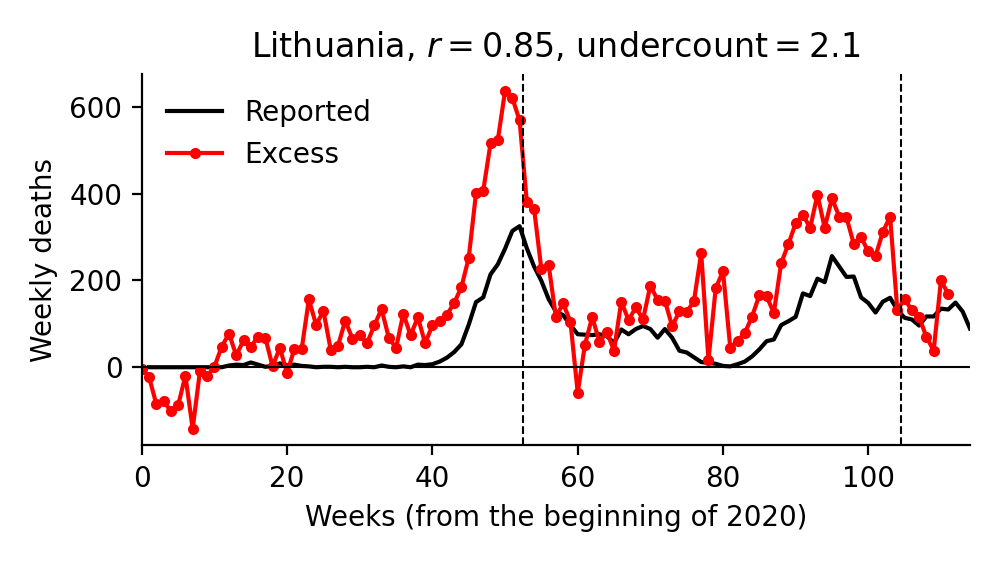 Lithuania, r = 0.85, undercount = 2.1
Reported
Excess
Weekly deaths
600
400
200
0
0 20 40 60 80 100
Weeks (from the beginning of 2020)